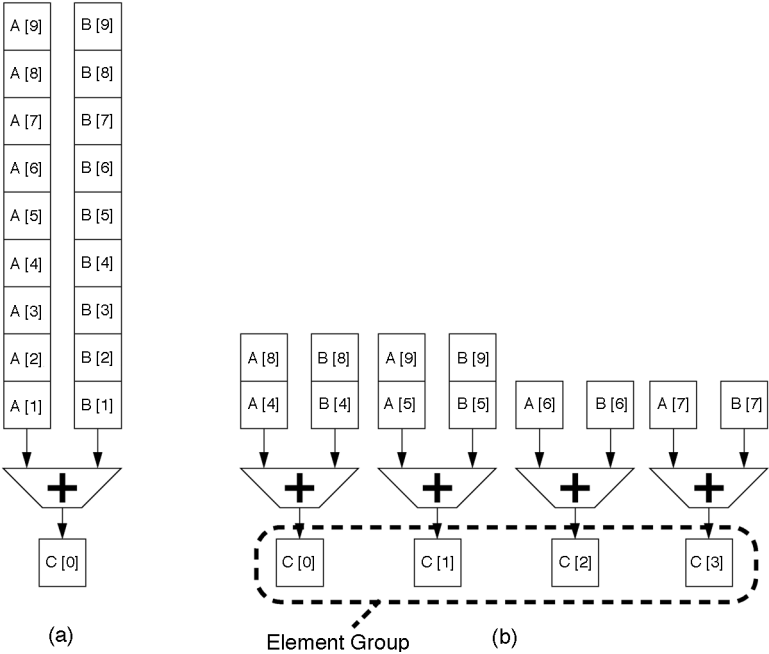 A [9] B [9]
A [8] B [8]
A [7] B [7]
A [6] B [6]
A [5] B [5]
A [4] B [4]
A [3] B [3]
A [2] B [2]
A [1] B [1]
+
C [0]
(a)
A [8] B [8] A [9] B [9]
A [4] B [4] A [5] B [5] A [6] B [6] A [7] B [7]
+ + + +
C [0] C [1] C [2] C [3]
Element Group
(b)